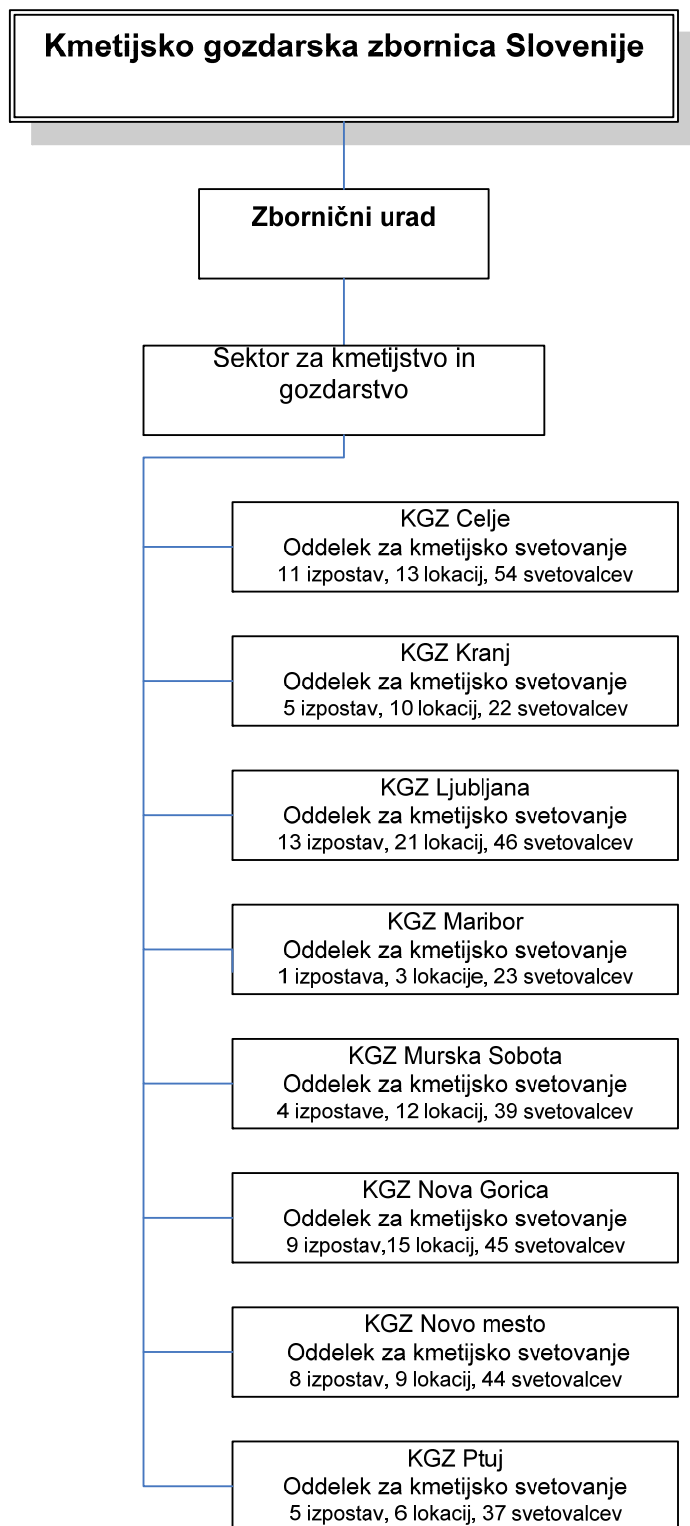 Kmetijsko gozdarska zbornica Slovenije
Zbornični urad
Sektor za kmetijstvo in
gozdarstvo
KGZ Celje
Oddelek za kmetijsko svetovanje
11 izpostav, 13 lokacij, 54 svetovalcev
KGZ Kranj
Oddelek za kmetijsko svetovanje
5 izpostav, 10 lokacij, 22 svetovalcev
KGZ Ljubljana
Oddelek za kmetijsko svetovanje
13 izpostav, 21 lokacij, 46 svetovalcev
KGZ Maribor
Oddelek za kmetijsko svetovanje
1 izpostava, 3 lokacije, 23 svetovalcev
KGZ Murska Sobota
Oddelek za kmetijsko svetovanje
4 izpostave, 12 lokacij, 39 svetovalcev
KGZ Nova Gorica
Oddelek za kmetijsko svetovanje
9 izpostav,15 lokacij, 45 svetovalcev
KGZ Novo mesto
Oddelek za kmetijsko svetovanje
8 izpostav, 9 lokacij, 44 svetovalcev
KGZ Ptuj
Oddelek za kmetijsko svetovanje
5 izpostav, 6 lokacij, 37 svetovalcev